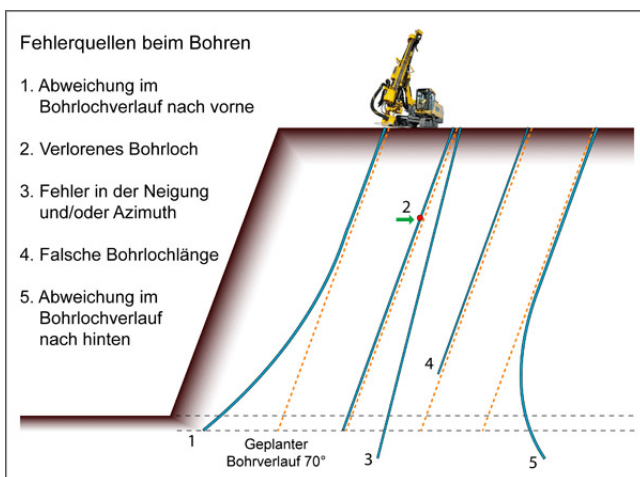 Fehlerquellen beim Bohren
1. Abweichung im
Bohrlochverlauf nach vorne
2. Verlorenes Bohrloch
3. Fehler in der Neigung
und/oder Azimuth
4. Falsche Bohrlochlänge
5. Abweichung im
Bohrlochverlauf
nach hinten
2
4
1
Geplanter
Bohrverlauf 70°
3
5